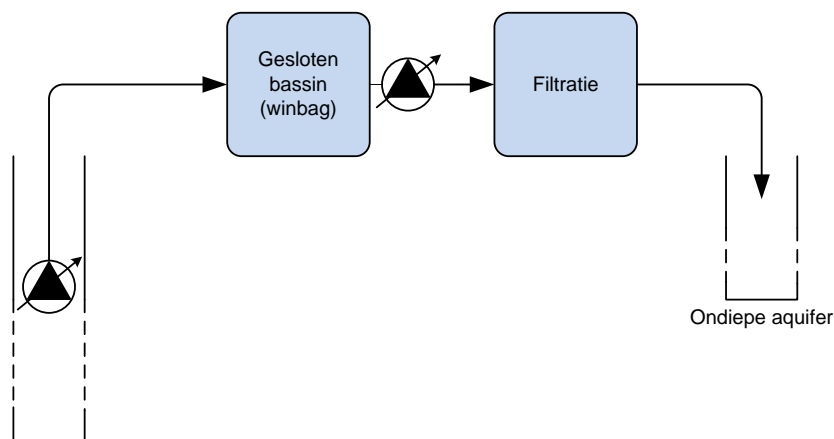 Gesloten
bassin
(winbag)
Filtratie
Ondiepe aquifer